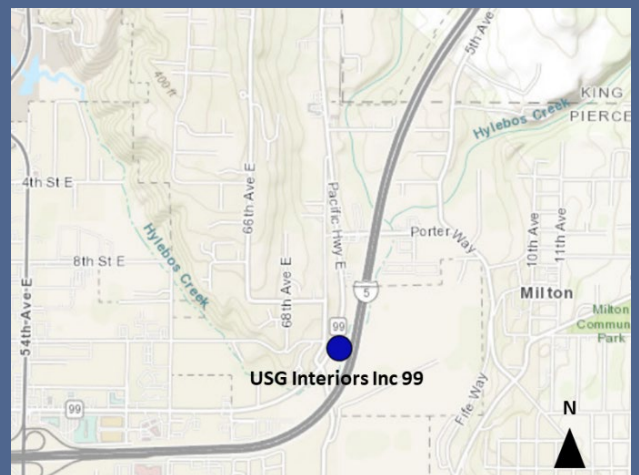 400 ft
5th Ave
KING
PIERCE
Hylebos Creek
4th St E
66th Ave E
Pacific Hwy E
Porter Way
10th Ave
11th Ave
8th St E
Hylebos Creek
68th Ave E
5
Milton
54th Ave E
99
Milton
Commun
Park
USG Interiors Inc 99
99
Fife Way
N